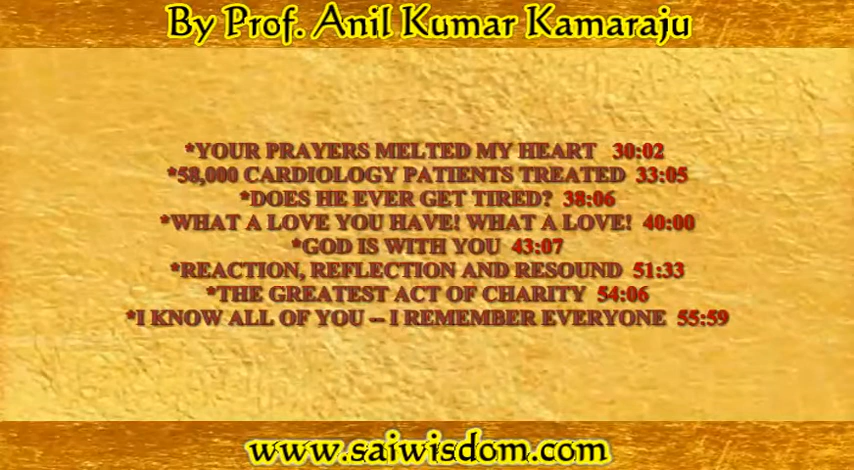 By Prof. Anil Kumar Kamaraju
*YOUR PRAYERS MELTED MY HEART 30:02
*58,000 CARDIOLOGY PATIENTS TREATED 33:05
*DOES HE EVER GET TIRED? 38:06
*WHAT A LOVE YOU HAVE! WHAT A LOVE! 40:00
*GOD IS WITH YOU 43:07
*REACTION, REFLECTION AND RESOUND 51:33
*THE GREATEST ACT OF CHARITY 54:06
*I KNOW ALL OF YOU -- I REMEMBER EVERYONE 55:59
www.saiwisdom.com